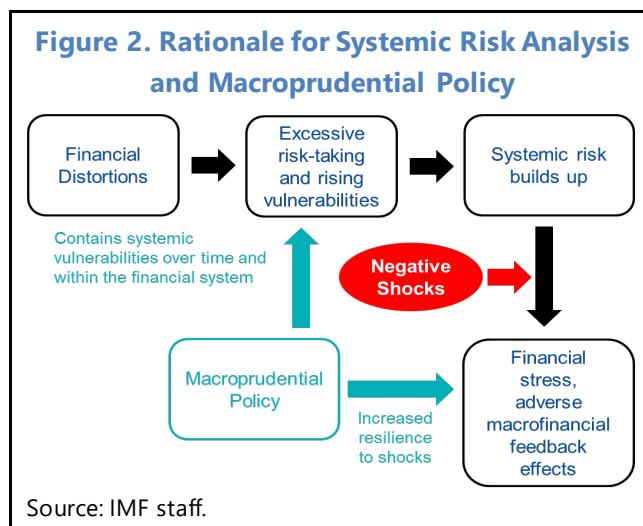 Figure 2. Rationale for Systemic Risk Analysis
and Macroprudential Policy
Financial
Distortions
Excessive
risk-taking
and rising
vulnerabilities
Systemic risk
builds up
Contains systemic
vulnerabilities over time and
within the financial system
Negative
Shocks
Macroprudential
Policy
Increased
resilience
to shocks
Financial
stress,
adverse
macrofinancial
feedback
effects
Source: IMF staff.